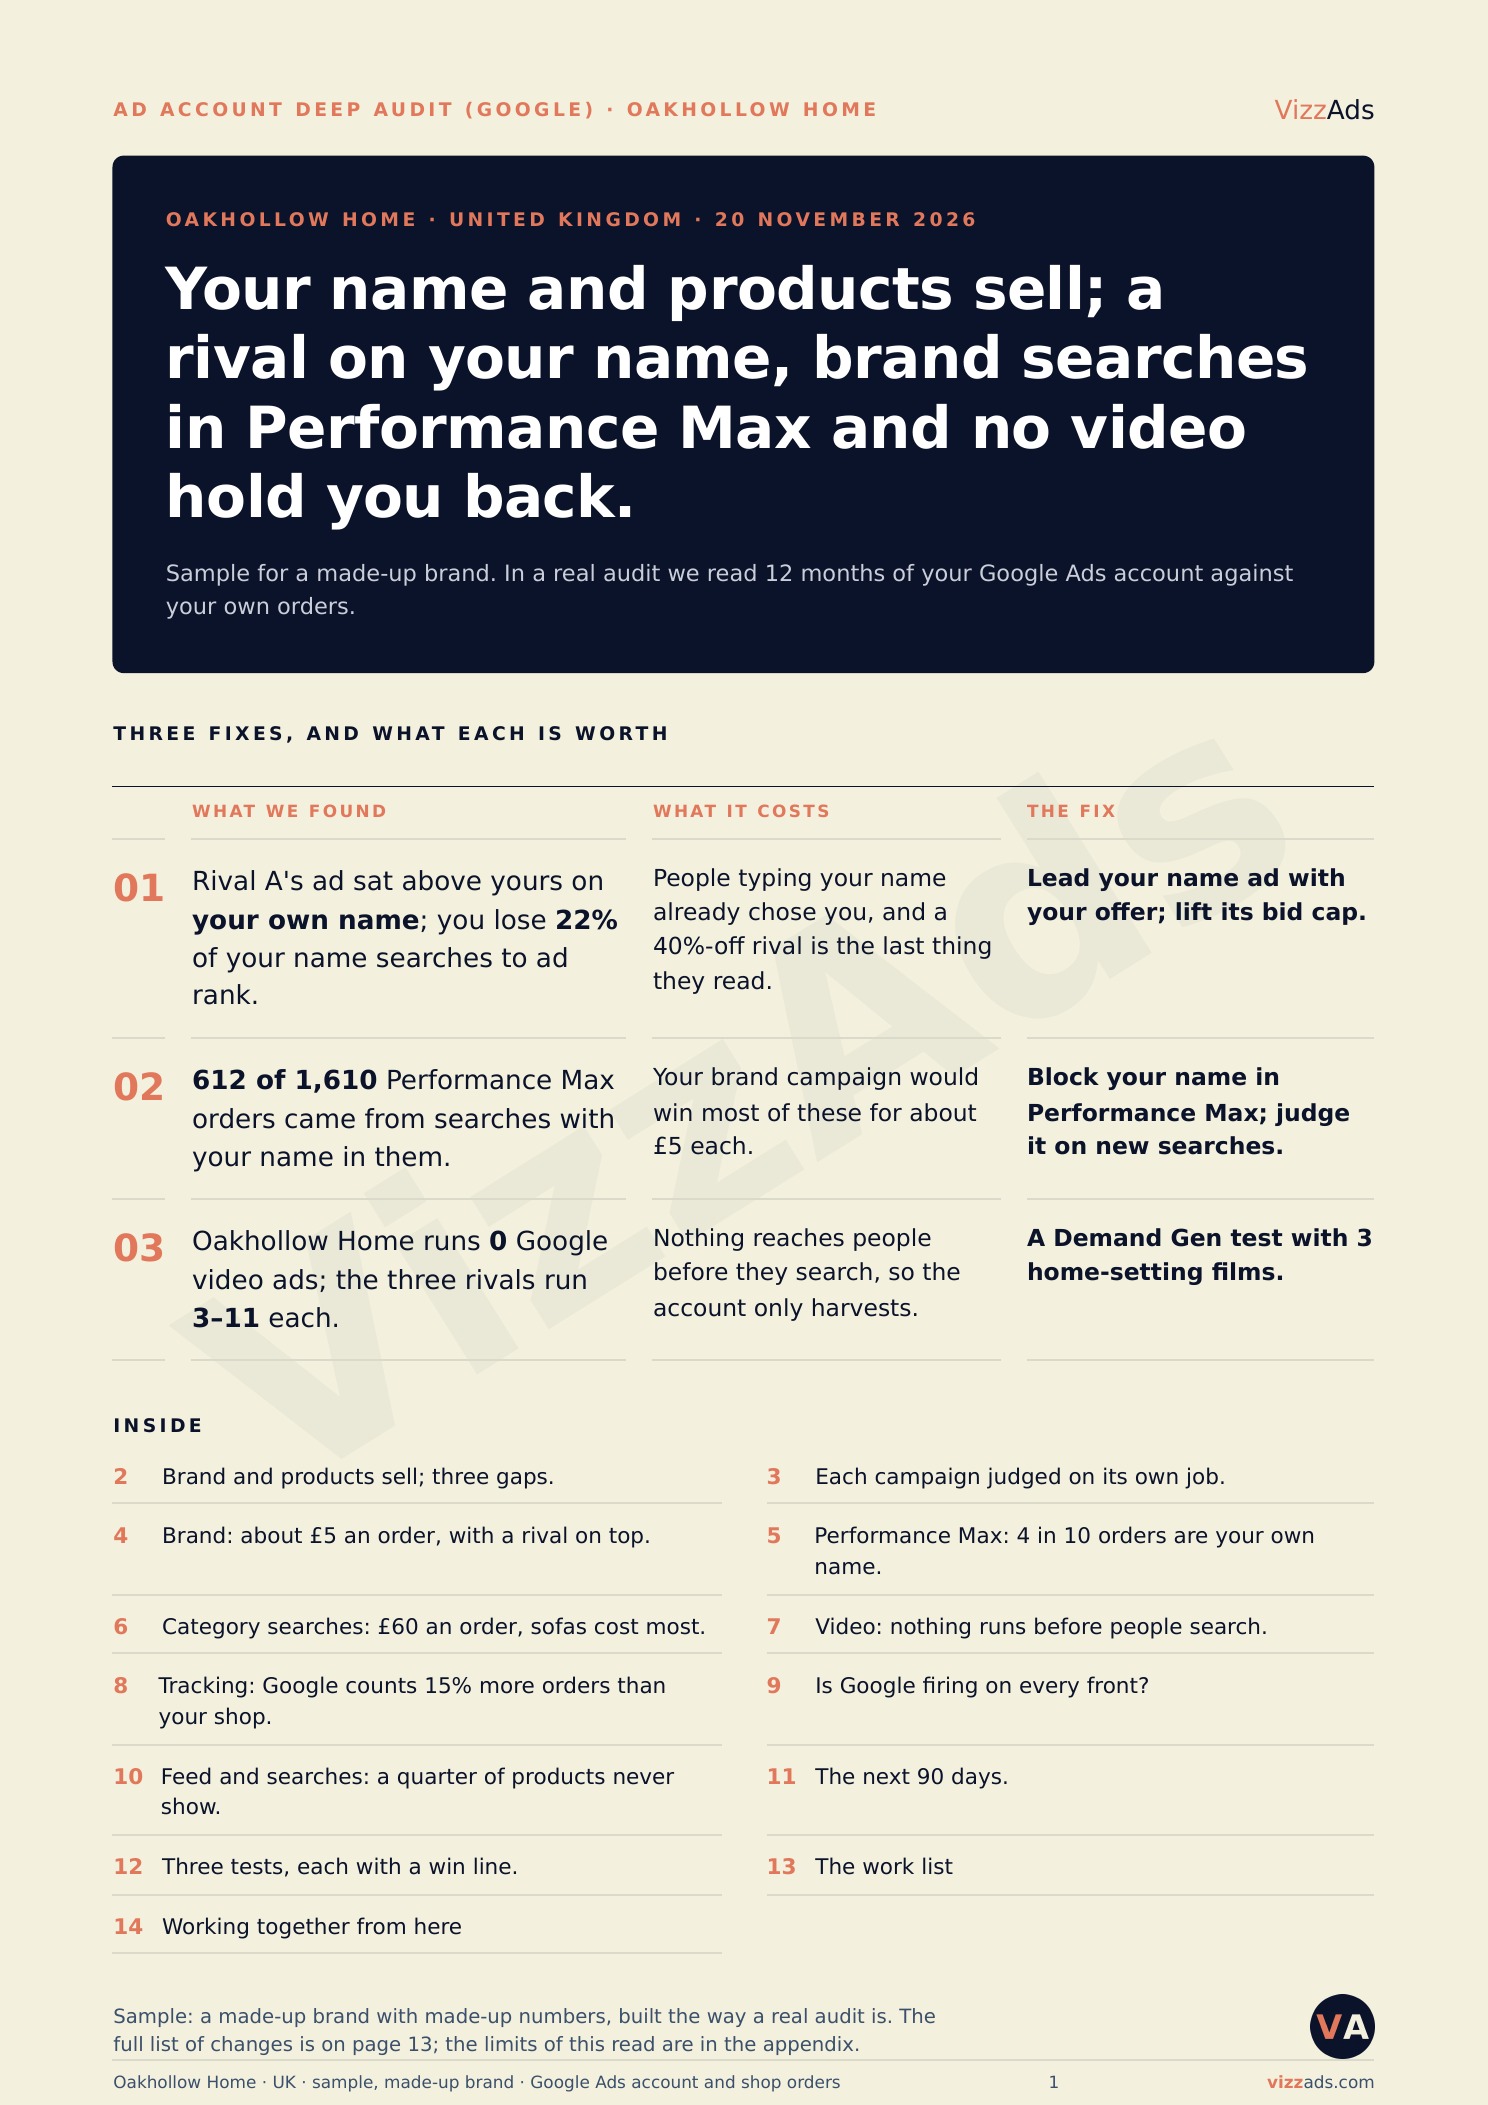 AD ACCOUNT DEEP AUDIT (GOOGLE) · OAKHOLLOW HOME
VizzAds
OAKHOLLOW HOME · UNITED KINGDOM · 20 NOVEMBER 2026
Your name and products sell; a
rival on your name, brand searches
in Performance Max and no video
hold you back.
Sample for a made-up brand. In a real audit we read 12 months of your Google Ads account against
your own orders.
THREE FIXES, AND WHAT EACH IS WORTH
WHAT WE FOUND
WHAT IT COSTS
THE FIX
01
Rival A's ad sat above yours on
your own name; you lose 22%
of your name searches to ad
rank.
People typing your name
already chose you, and a
40%-off rival is the last thing
they read.
Lead your name ad with
your offer; lift its bid cap.
02
612 of 1,610 Performance Max
orders came from searches with
your name in them.
Your brand campaign would
win most of these for about
£5 each.
Block your name in
Performance Max; judge
it on new searches.
03
Oakhollow Home runs 0 Google
video ads; the three rivals run
3–11 each.
Nothing reaches people
before they search, so the
account only harvests.
A Demand Gen test with 3
home-setting films.
VizzAds
INSIDE
2 Brand and products sell; three gaps.
3 Each campaign judged on its own job.
4 Brand: about £5 an order, with a rival on top.
5 Performance Max: 4 in 10 orders are your own
name.
6 Category searches: £60 an order, sofas cost most.
7 Video: nothing runs before people search.
8 Tracking: Google counts 15% more orders than
your shop.
9 Is Google firing on every front?
10 Feed and searches: a quarter of products never
show.
11 The next 90 days.
12 Three tests, each with a win line.
13 The work list
14 Working together from here
Sample: a made-up brand with made-up numbers, built the way a real audit is. The
full list of changes is on page 13; the limits of this read are in the appendix.
VA
Oakhollow Home · UK · sample, made-up brand · Google Ads account and shop orders
1
vizzads.com